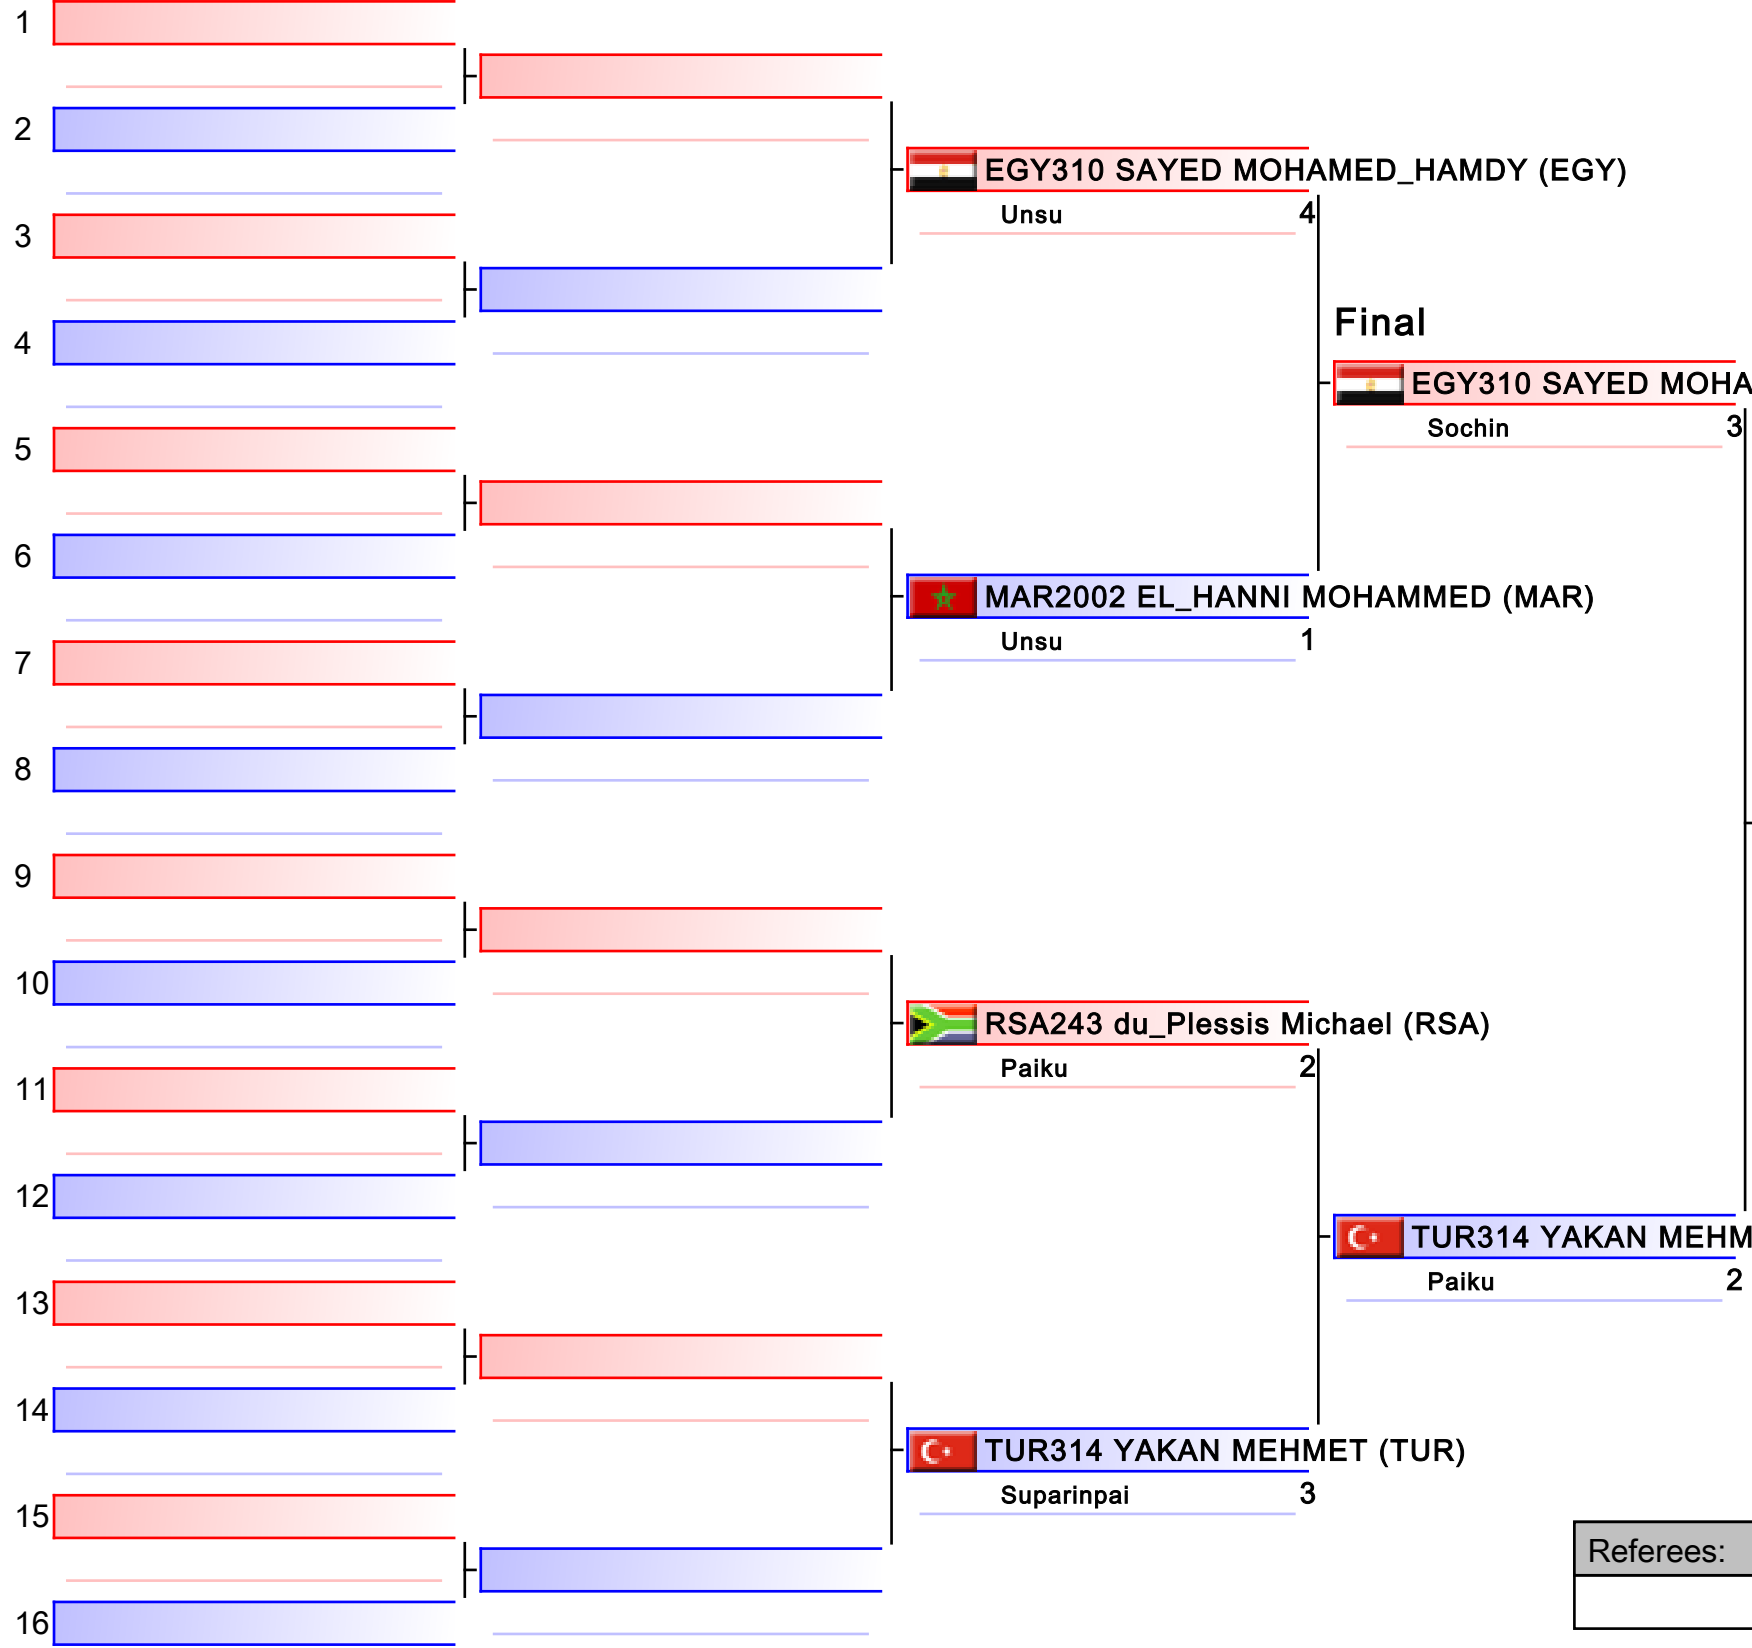 1
2
EGY310 SAYED MOHAMED_HAMDY (EGY)
Unsu 4
3
Final
4
EGY310 SAYED MOHA
Sochin 3
5
6
MAR2002 EL_HANNI MOHAMMED (MAR)
Unsu 1
7
8
9
10
RSA243 du_Plessis Michael (RSA)
Paiku 2
11
12
TUR314 YAKAN MEHM
Paiku 2
13
14
TUR314 YAKAN MEHMET (TUR)
Suparinpai 3
15
Referees:
16